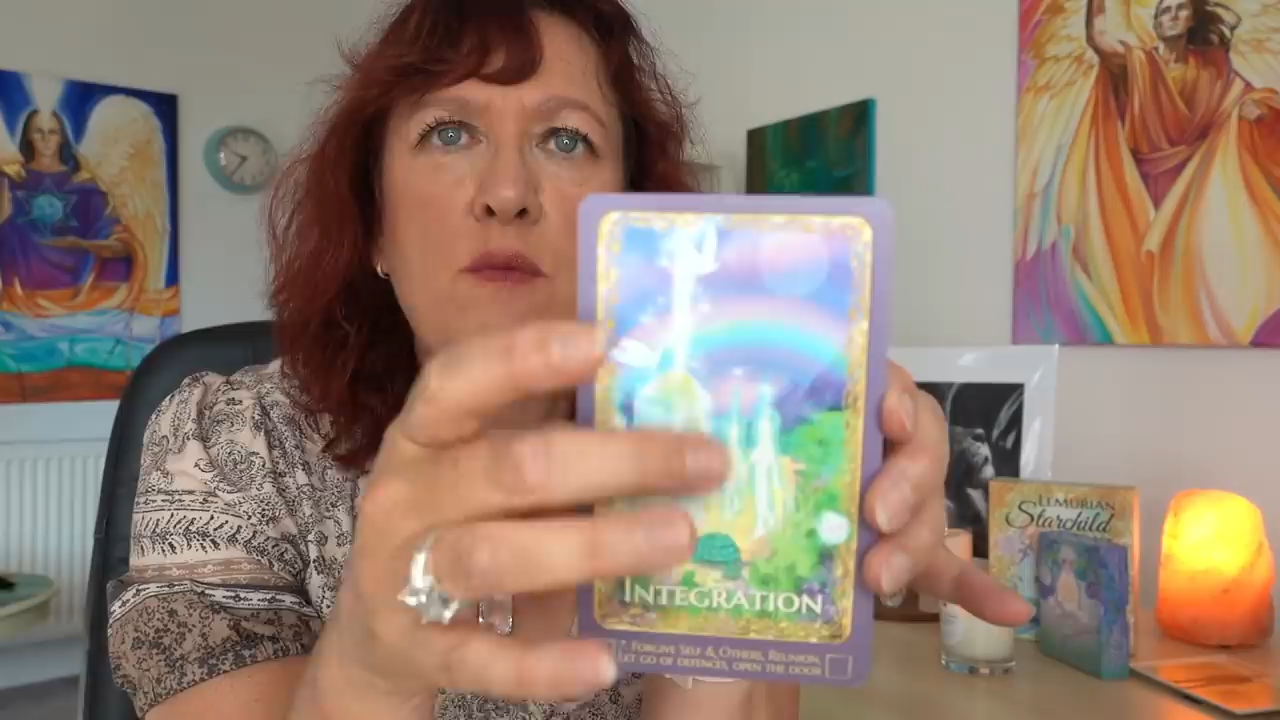 LEMURIAN
Starchild
INTEGRATION
FORGIVE SELF & OTHERS, REUNION,
LET GO OF DEFENCES, OPEN THE DOOR